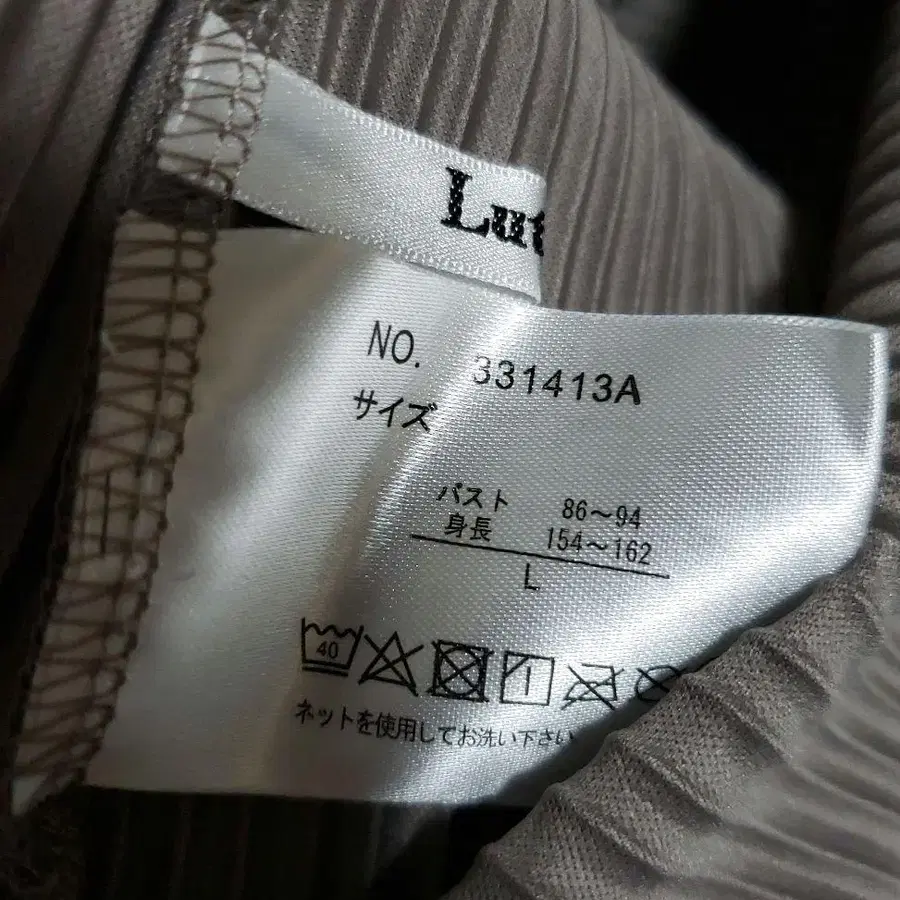 Lut
NO. 331413A
サイズ
バスト 86～94
身長 154～162
L
40
ネットを使用してお洗い下さい